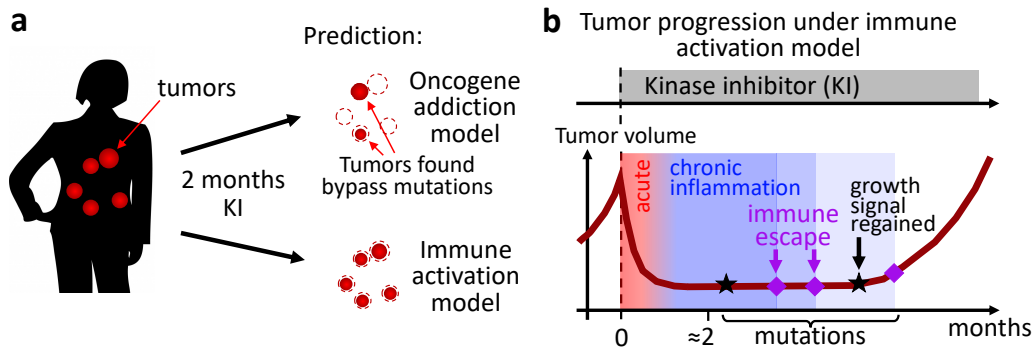 a
Prediction:
tumors
2 months
KI
Oncogene
addiction
model
Tumors found
bypass mutations
Immune
activation
model
b
Tumor progression under immune
activation model
Kinase inhibitor (KI)
Tumor volume
acute
chronic
inflammation
immune
escape
growth
signal
regained
0
≈2
mutations
months